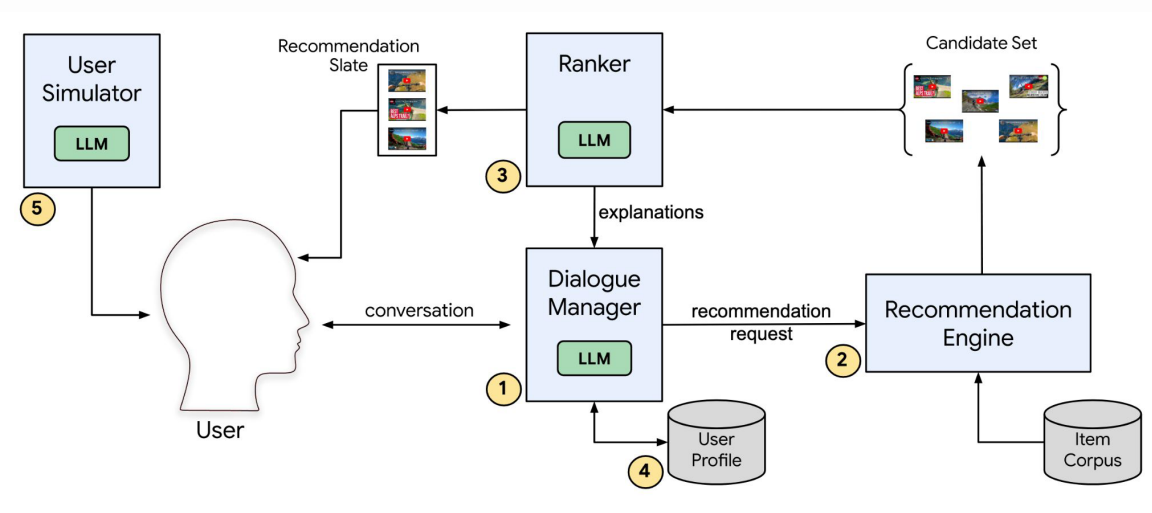 User
Simulator
LLM
5
Recommendation
Slate
Ranker
LLM
3
Candidate Set
explanations
Dialogue
Manager
LLM
1
conversation
recommendation
request
Recommendation
Engine
2
User
User
Profile
4
Item
Corpus